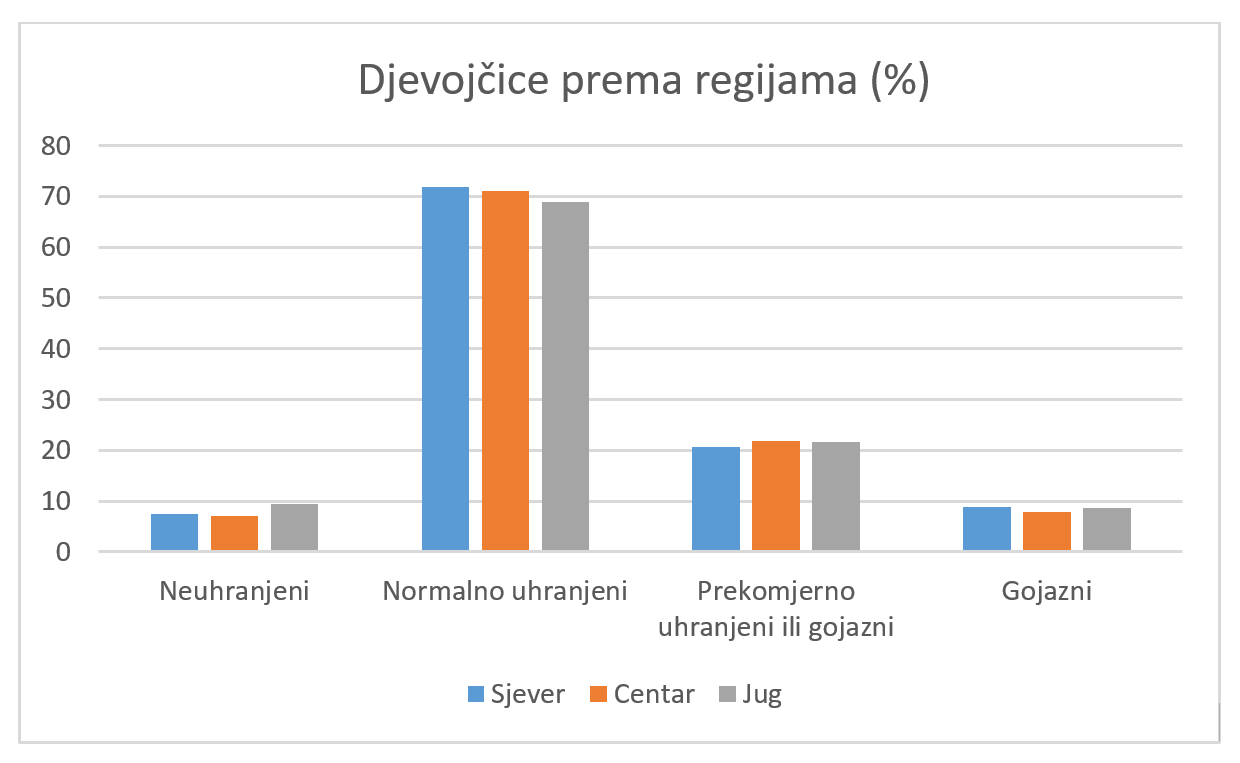 Djevojčice prema regijama (%)
80
70
60
50
40
30
20
10
0
Neuhranjeni
Normalno uhranjeni
Prekomjerno
uhranjeni ili gojazni
Gojazni
Sjever
Centar
Jug